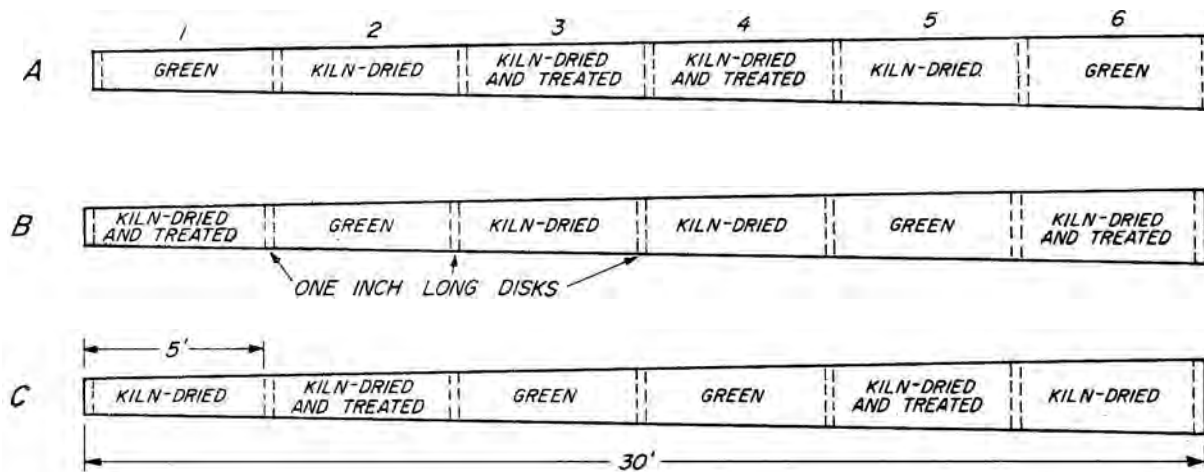 1 2 3 4 5 6
A GREEN KILN-DRIED KILN-DRIED AND TREATED KILN-DRIED AND TREATED KILN-DRIED. GREEN
B KILN-DRIED AND TREATED GREEN KILN-DRIED KILN-DRIED GREEN KILN-DRIED AND TREATED
ONE INCH LONG DISKS
5'
C KILN-DRIED KILN-DRIED AND TREATED GREEN GREEN KILN-DRIED AND TREATED KILN-DRIED
30'